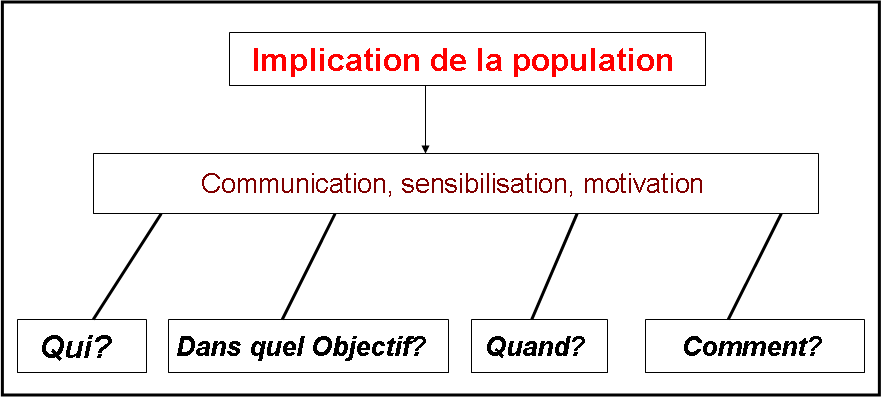 Implication de la population
Communication, sensibilisation, motivation
Qui?
Dans quel Objectif?
Quand?
Comment?